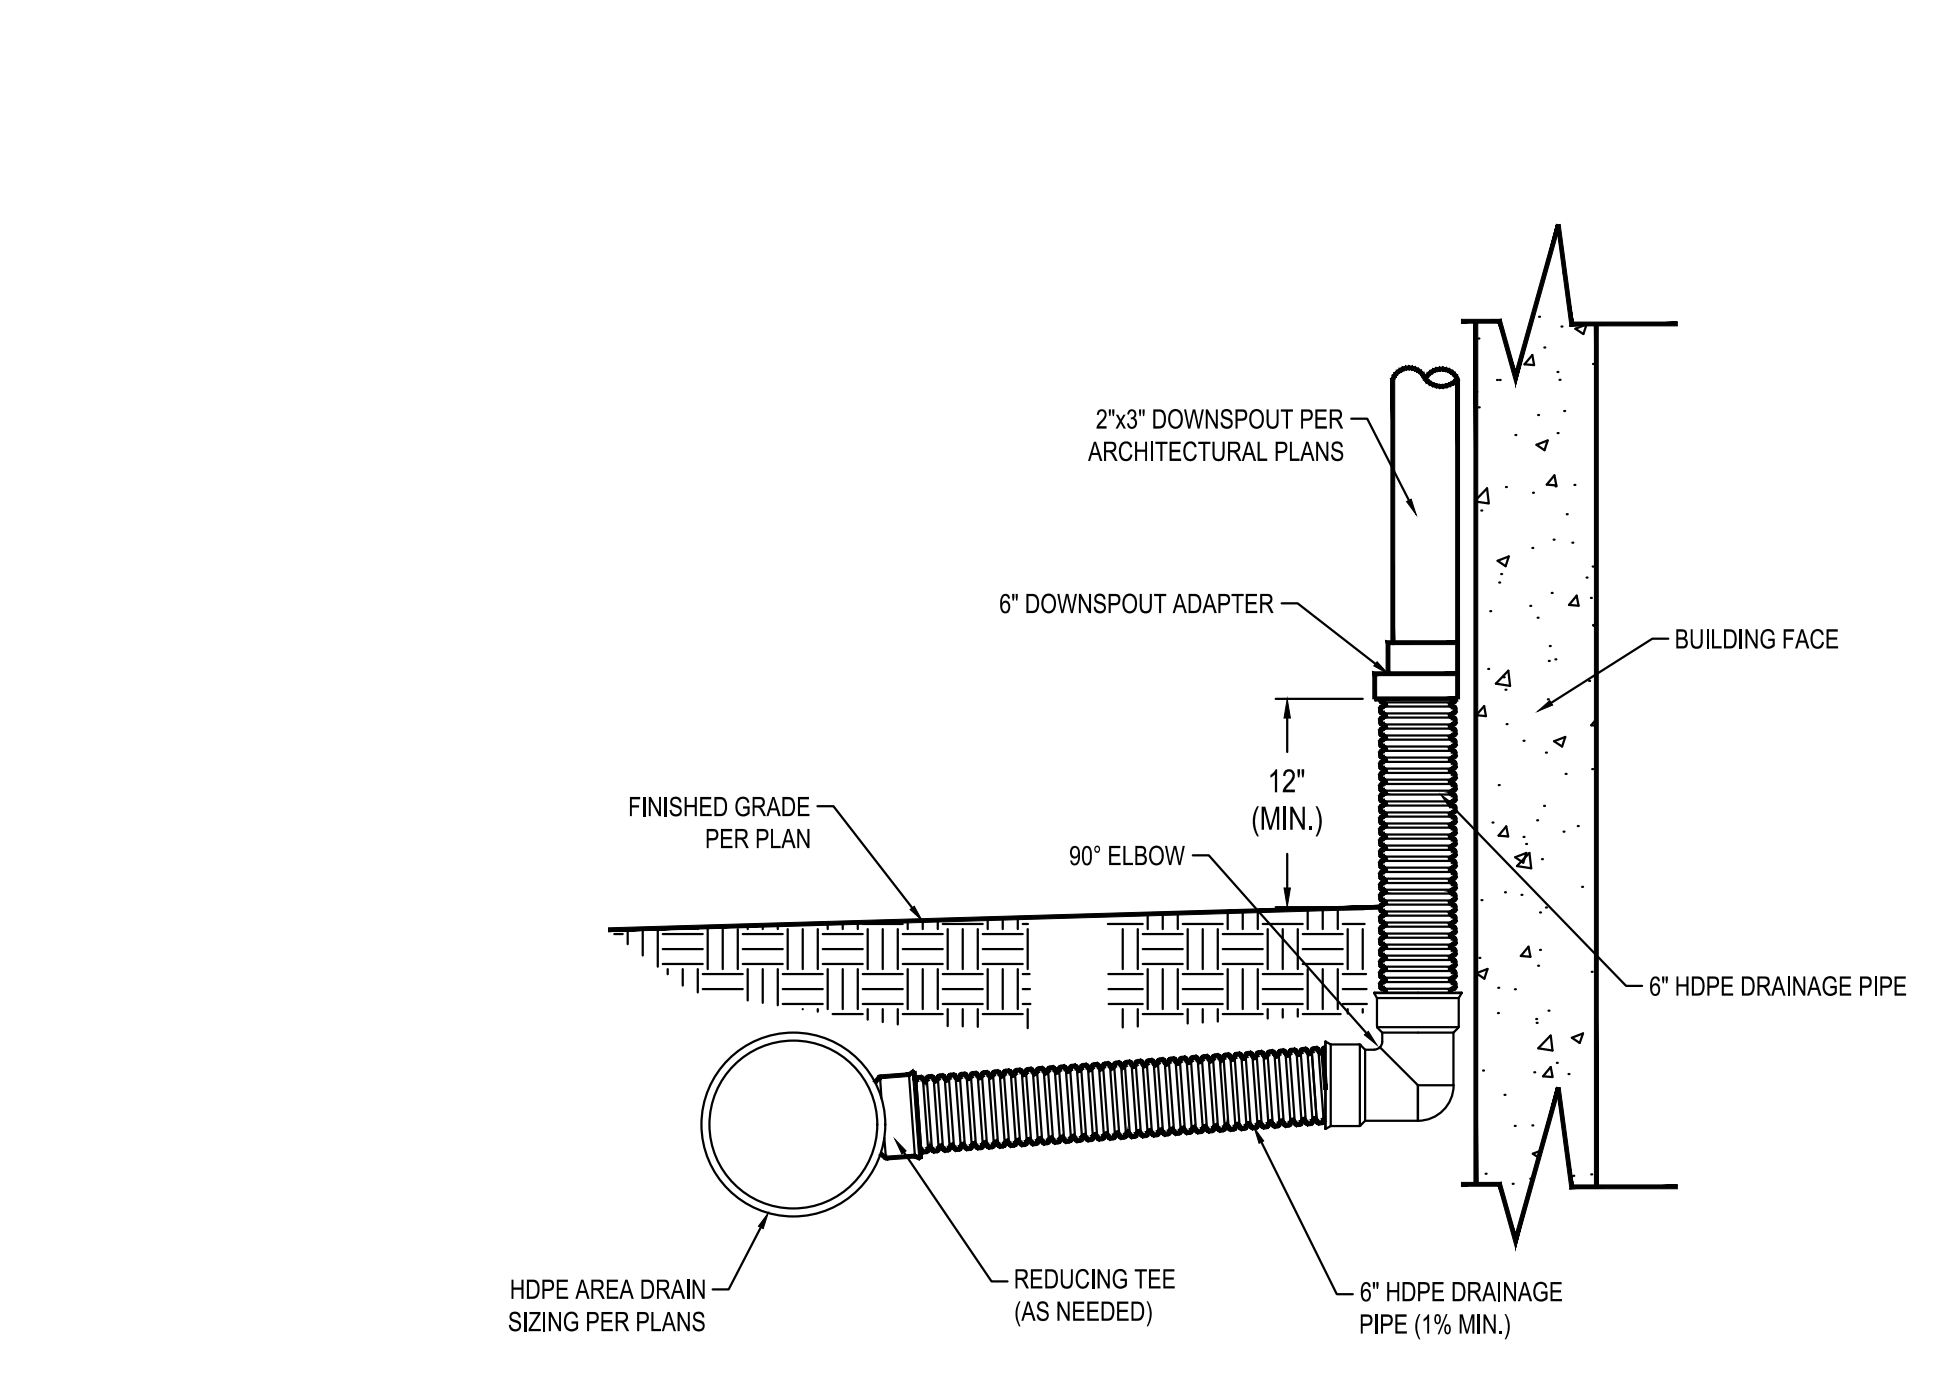 2"x3" DOWNSPOUT PER
ARCHITECTURAL PLANS
6" DOWNSPOUT ADAPTER
BUILDING FACE
12"
(MIN.)
FINISHED GRADE
PER PLAN
90° ELBOW
6" HDPE DRAINAGE PIPE
HDPE AREA DRAIN
SIZING PER PLANS
REDUCING TEE
(AS NEEDED)
6" HDPE DRAINAGE
PIPE (1% MIN.)